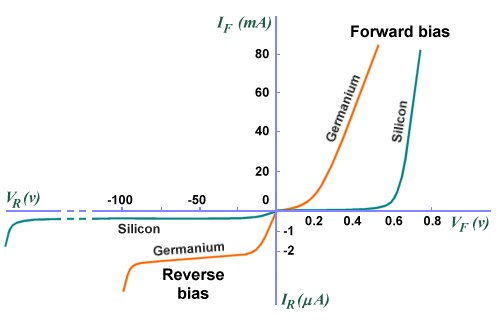 I_F (mA)
Forward bias
80
60
40
20
0
Germanium
Silicon
V_R (v)
-100
-50
0.2
0.4
0.6
0.8
V_F (v)
Silicon
-1
-2
Germanium
Reverse
bias
I_R (μA)